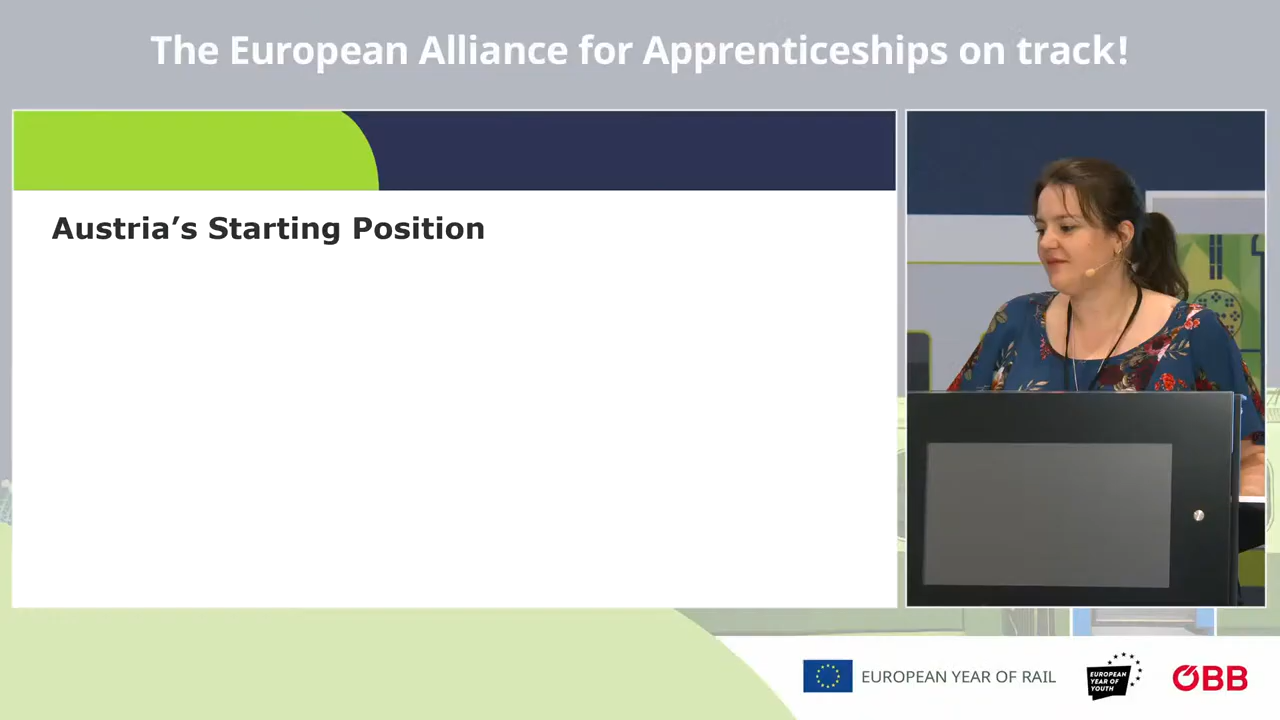 The European Alliance for Apprenticeships on track!
Austria’s Starting Position
EUROPEAN YEAR OF RAIL
EUROPEAN
YEAR OF
YOUTH
ÖBB